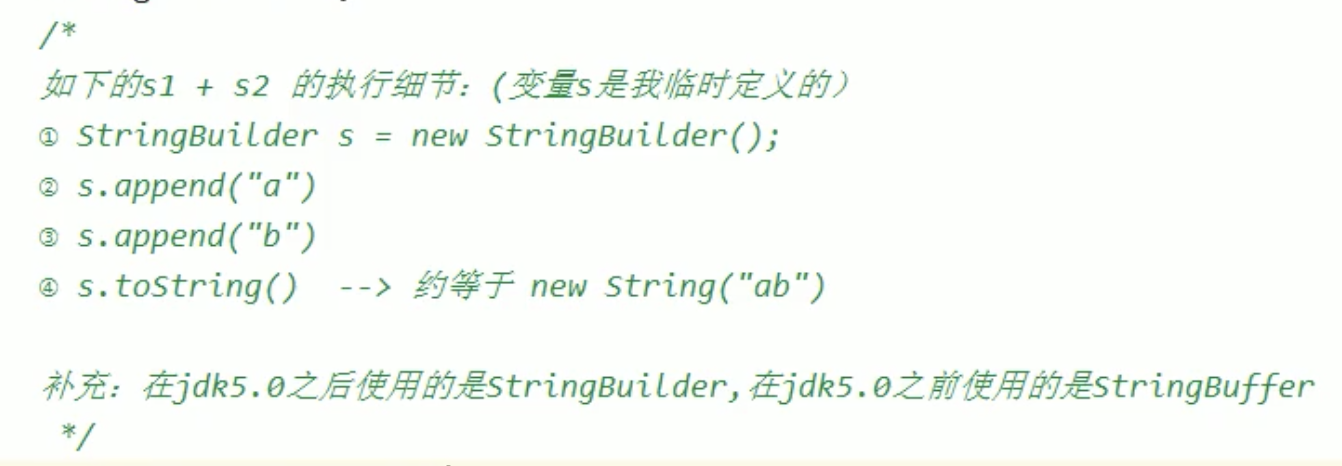 /*
如下的s1 + s2 的执行细节：(变量s是我临时定义的）
① StringBuilder s = new StringBuilder();
② s.append("a")
③ s.append("b")
④ s.toString()  --> 约等于 new String("ab")
补充：在jdk5.0之后使用的是StringBuilder,在jdk5.0之前使用的是StringBuffer
*/